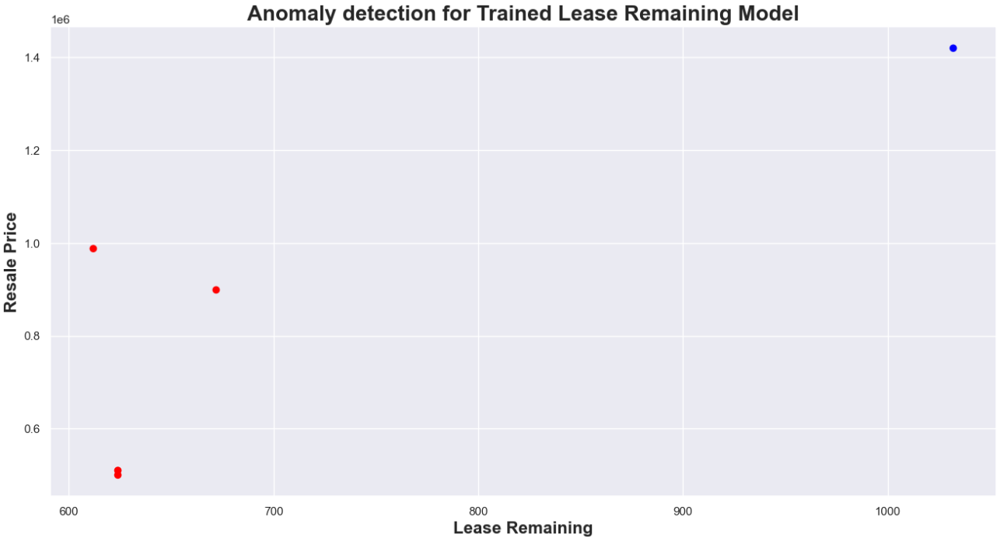 Anomaly detection for Trained Lease Remaining Model
1e6
1.4
1.2
1.0
0.8
0.6
Resale Price
600 700 800 900 1000
Lease Remaining